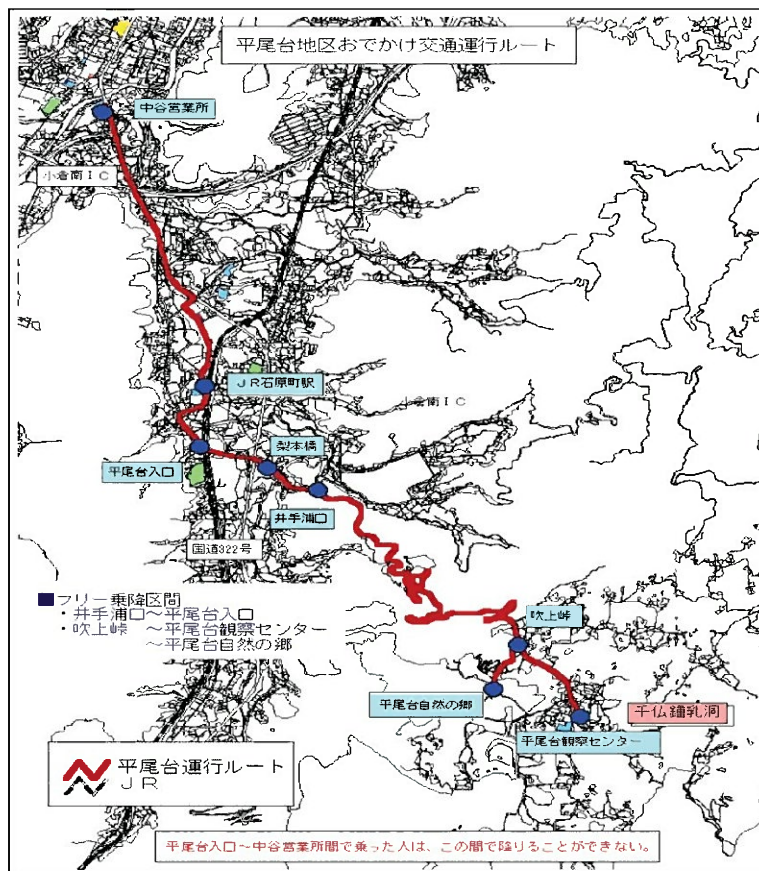 平尾台地区おでかけ交通運行ルート
中谷営業所
小倉南ＩＣ
ＪＲ石原町駅
小倉南ＩＣ
梨本橋
平尾台入口
井手浦口
国道322号
■フリー乗降区間
・井手浦口～平尾台入口
・吹上峠 ～平尾台観察センター
～平尾台自然の郷
吹上峠
平尾台自然の郷
千仏鍾乳洞
平尾台観察センター
平尾台運行ルート
ＪＲ
平尾台入口～中谷営業所間で乗った人は、この間で降りることができない。